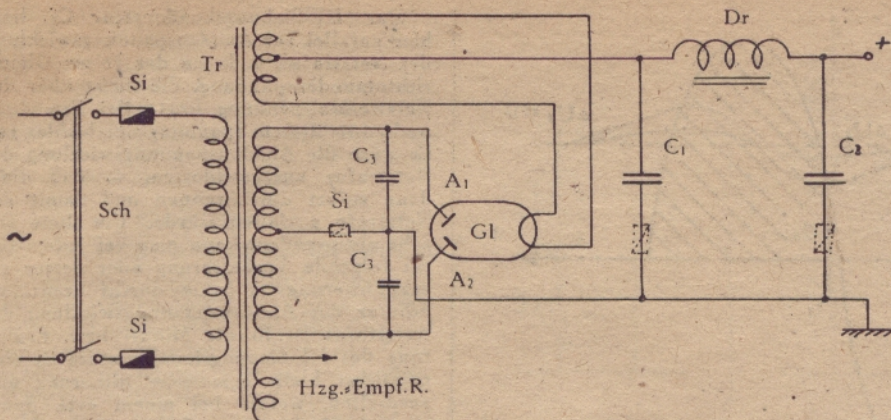 Dr
+
Tr
Si
C₃
A₁
C₁
C₂
Si
Sch
Gl
~
C₃
A₂
Si
Hzg.=Empf.R.